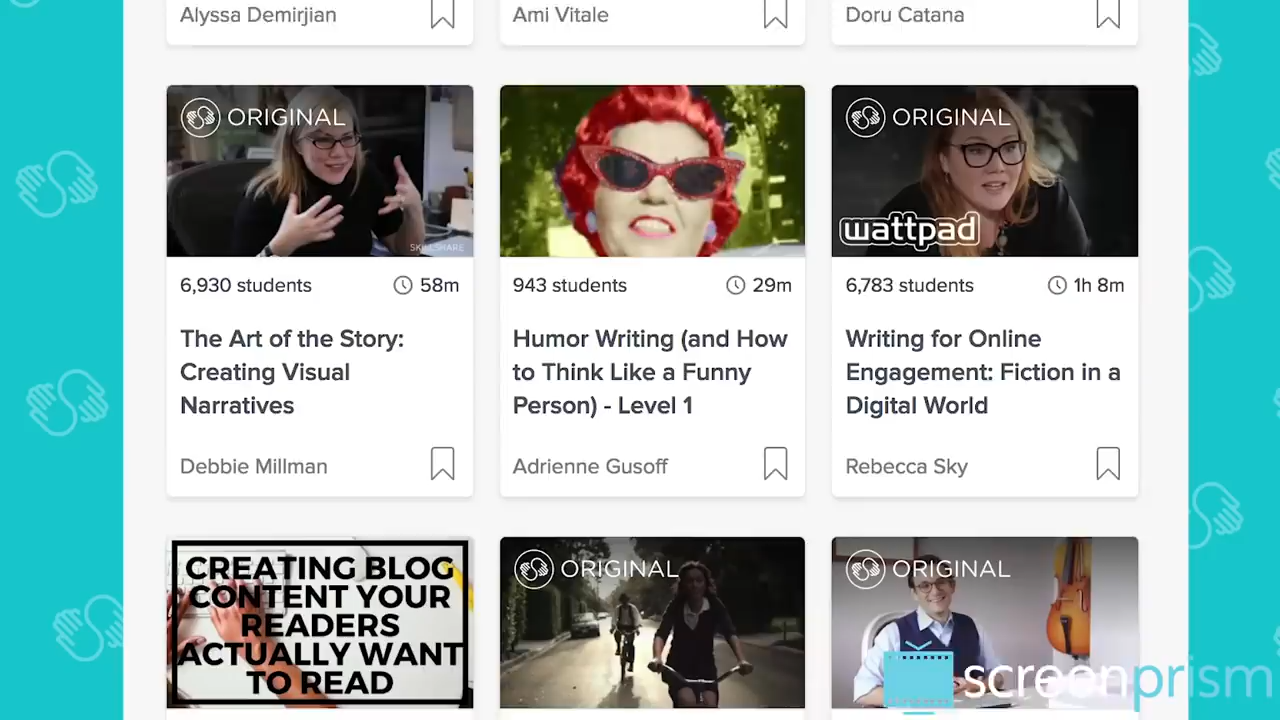 Alyssa Demirjian
Ami Vitale
Doru Catana
ORIGINAL
SKILLSHARE
6,930 students
58m
The Art of the Story:
Creating Visual
Narratives
Debbie Millman
943 students
29m
Humor Writing (and How
to Think Like a Funny
Person) - Level 1
Adrienne Gusoff
ORIGINAL
wattpad
6,783 students
1h 8m
Writing for Online
Engagement: Fiction in a
Digital World
Rebecca Sky
CREATING BLOG
CONTENT YOUR
READERS
ACTUALLY WANT
TO READ
ORIGINAL
ORIGINAL
screenprism